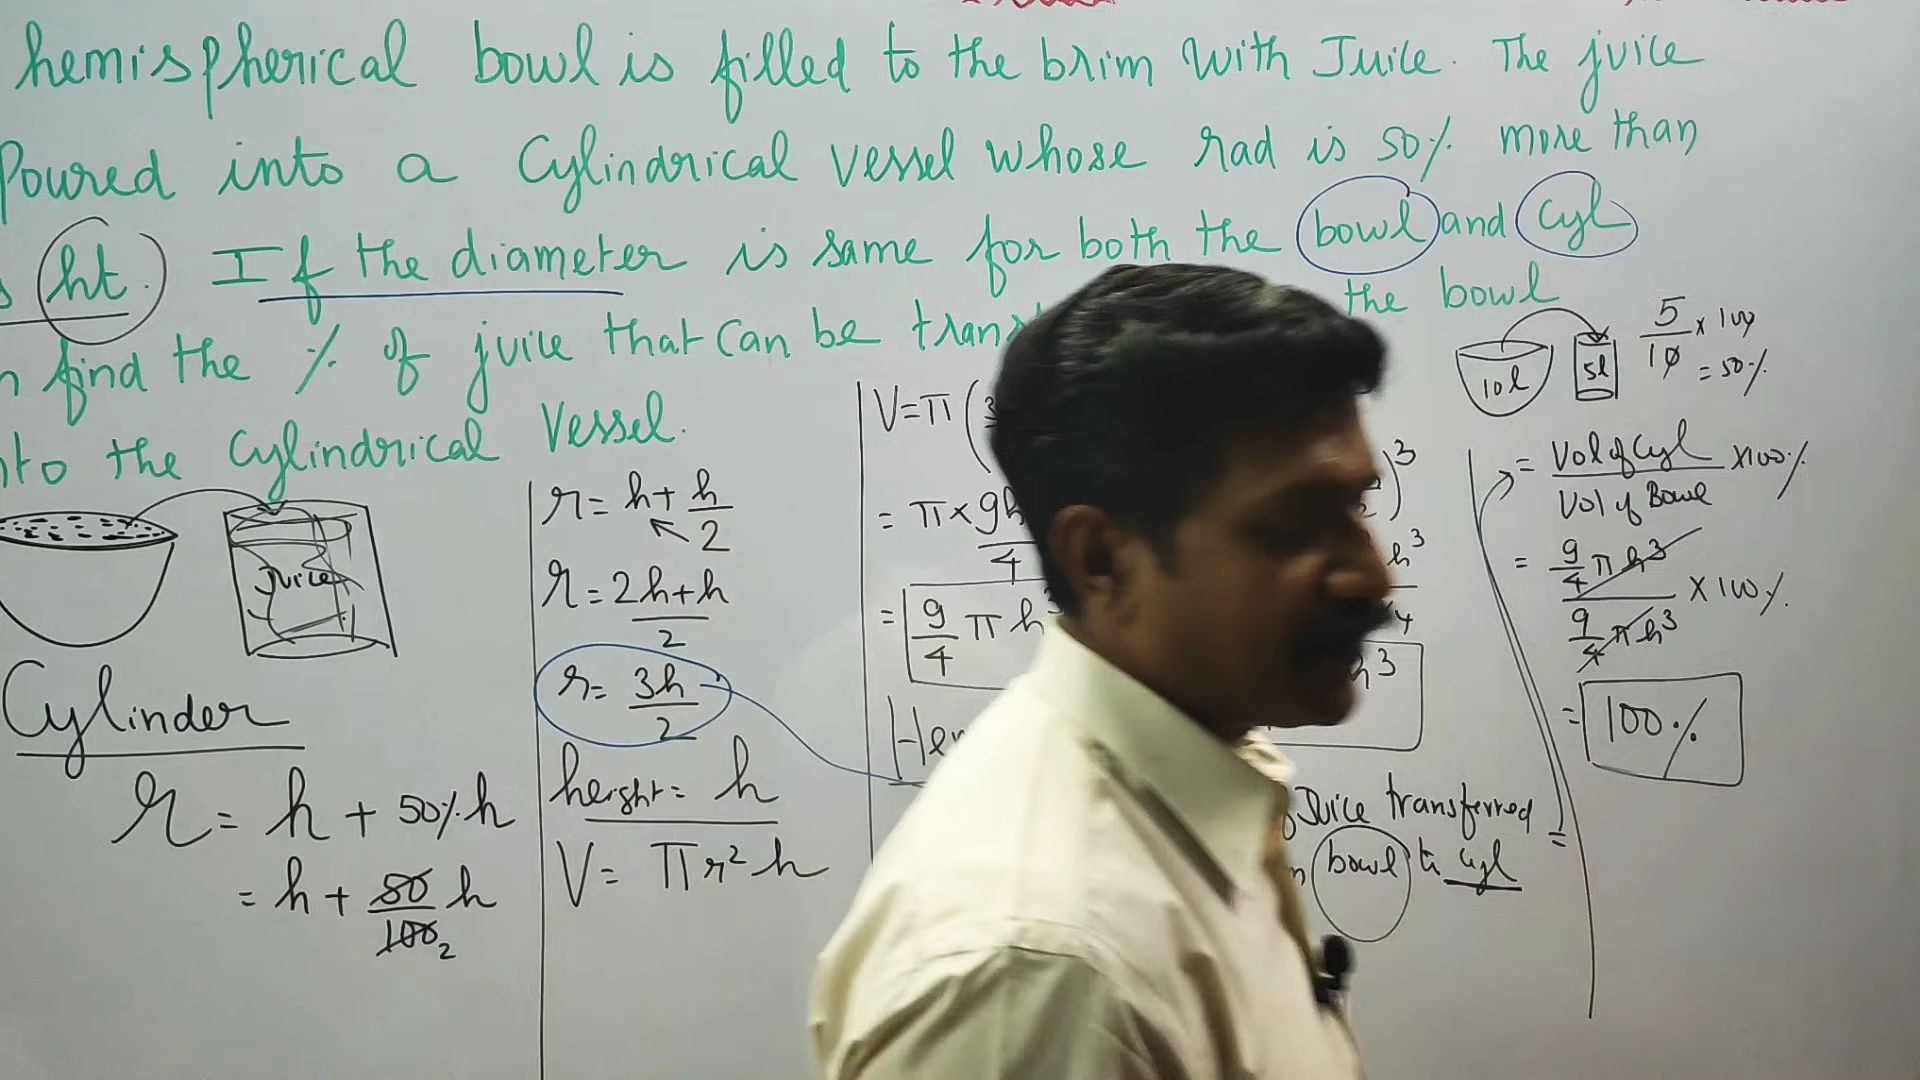 hemispherical bowl is filled to the brim with Juice. The juice
Poured into a Cylindrical vessel whose rad is 50% more than
ht. If the diameter is same for both the bowl and Cyl
find the % of juice that can be the bowl
to the Cylindrical Vessel.
Juice
Cylinder
r = h + 50% h
= h + 50/100 2 h
r = h + h/2
r = 2h + h/2
r = 3h/2
height = h
V = πr² h
V = π (3
= π × 9h
4
= 9/4 π h
)³
h³
4
h³
Juice transferred =
bowl to cyl
10l
5l
5/10 × 100
= 50%
= Vol of Cyl/Vol of Bowl × 100%
= 9/4 π h³ / 9/4 π h³ × 100%
= 100%